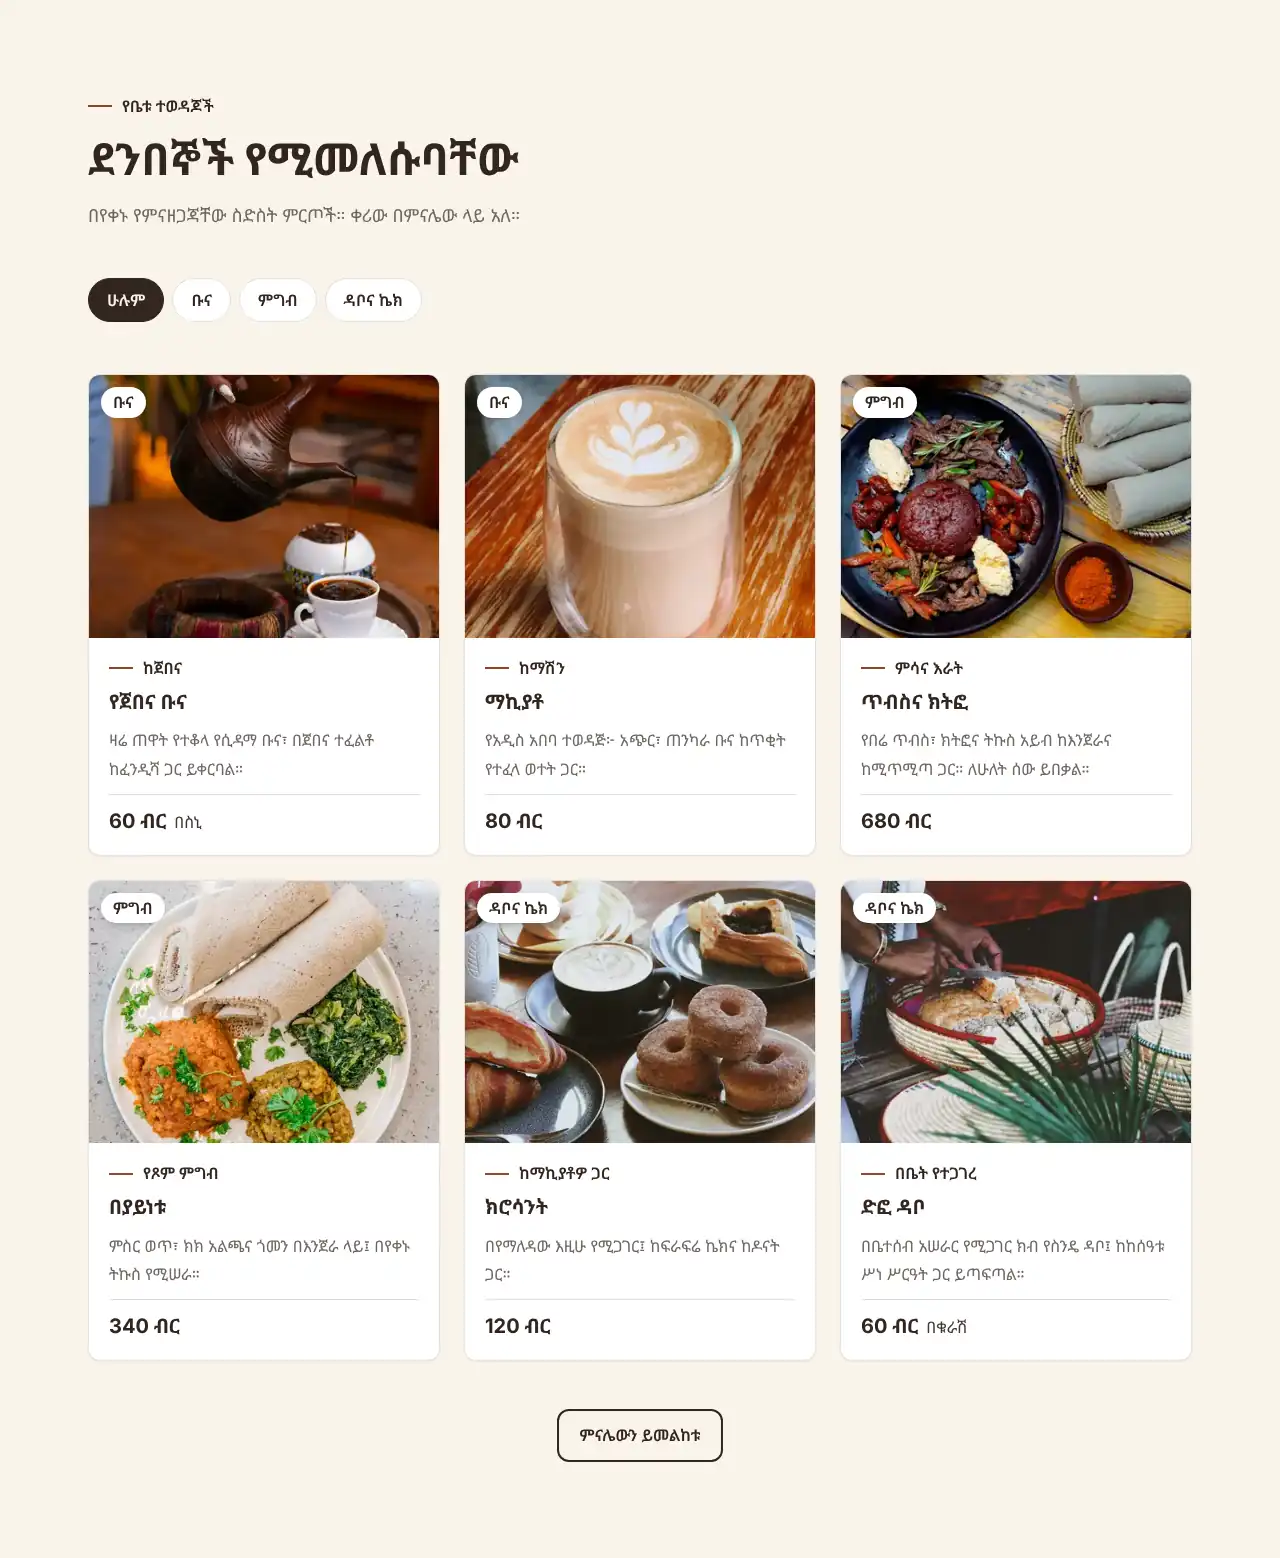 የቤቱ ተወዳጆች
ደንበኞች የሚመለሱባቸው
በየቀኑ የምናዘጋጃቸው ስድስት ምርጦች። ቀሪው በምናሌው ላይ አለ።
ሁሉም
ቡና
ምግብ
ዳቦና ኬክ
ቡና
ከጀበና
የጀበና ቡና
ዛሬ ጠዋት የተቆላ የሲዳማ ቡና፣ በጀበና ተፈልቶ
ከፈንዲሻ ጋር ይቀርባል።
60 ብር በስኒ
ቡና
ከማሽን
ማኪያቶ
የአዲስ አበባ ተወዳጅ፦ አጭር፣ ጠንካራ ቡና ከጥቂት
የተፈላ ወተት ጋር።
80 ብር
ምግብ
ምሳና እራት
ጥብስና ክትፎ
የበሬ ጥብስ፣ ክትፎና ትኩስ አይብ ከእንጀራና
ከሚጥሚጣ ጋር። ለሁለት ሰው ይበቃል።
680 ብር
ምግብ
የጾም ምግብ
በያይነቱ
ምስር ወጥ፣ ክክ አልጫና ጎመን በእንጀራ ላይ፤ በየቀኑ
ትኩስ የሚሠራ።
340 ብር
ዳቦና ኬክ
ከማኪያቶዎ ጋር
ክሮሳንት
በየማለዳው እዚሁ የሚጋገር፤ ከፍራፍሬ ኬክና ከዶናት
ጋር።
120 ብር
ዳቦና ኬክ
በቤት የተጋገረ
ድፎ ዳቦ
በቤተሰብ አሠራር የሚጋገር ክብ የስንዴ ዳቦ፤ ከከሰዓቱ
ሥነ ሥርዓት ጋር ይጣፍጣል።
60 ብር በቁራሽ
ምናሌውን ይመልከቱ